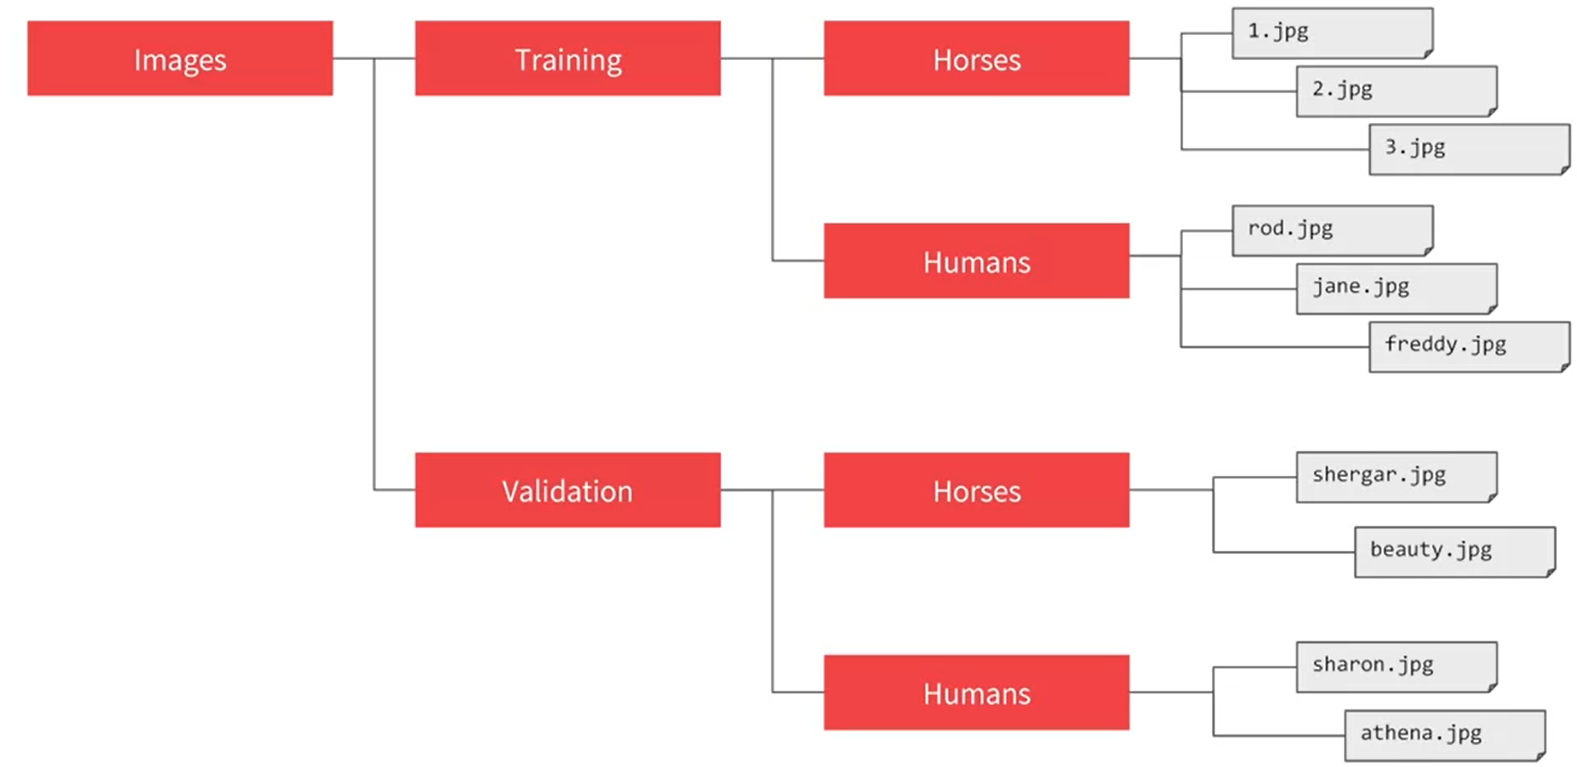 Images
Training
Horses
1.jpg
2.jpg
3.jpg
Humans
rod.jpg
jane.jpg
freddy.jpg
Validation
Horses
shergar.jpg
beauty.jpg
Humans
sharon.jpg
athena.jpg